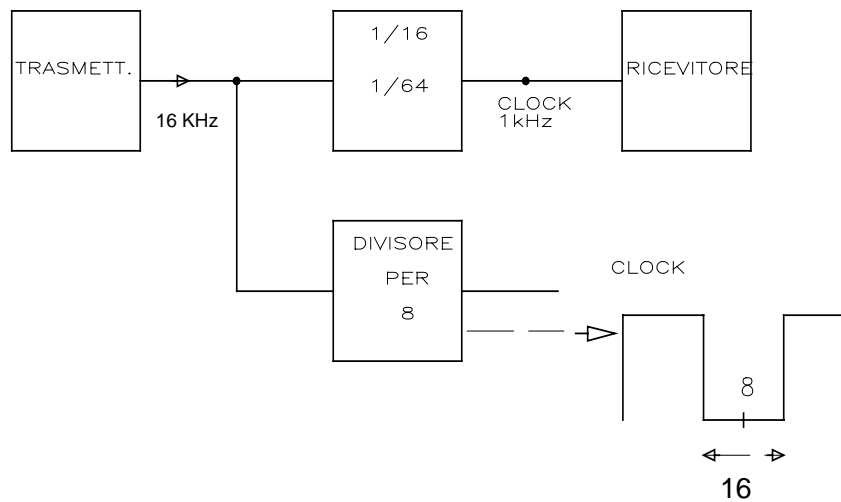 TRASMETT.
16 KHz
1/16
1/64
CLOCK
1kHz
RICEVITORE
DIVISORE
PER
8
CLOCK
8
16